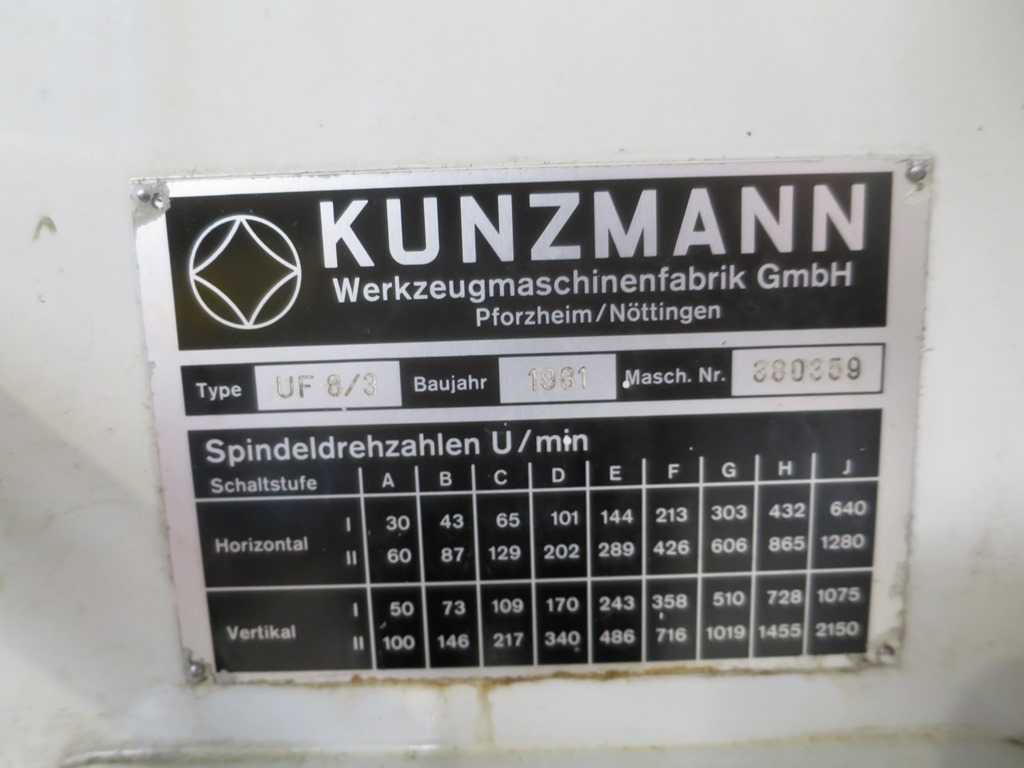 KUNZMANN
Werkzeugmaschinenfabrik GmbH
Pforzheim/Nöttingen
Type UF 8/3 Baujahr 1981 Masch. Nr. 380359
Spindeldrehzahlen U/min
Schaltstufe A B C D E F G H J
I 30 43 65 101 144 213 303 432 640
Horizontal
II 60 87 129 202 289 426 606 865 1280
I 50 73 109 170 243 358 510 728 1075
Vertikal
II 100 146 217 340 486 716 1019 1455 2150